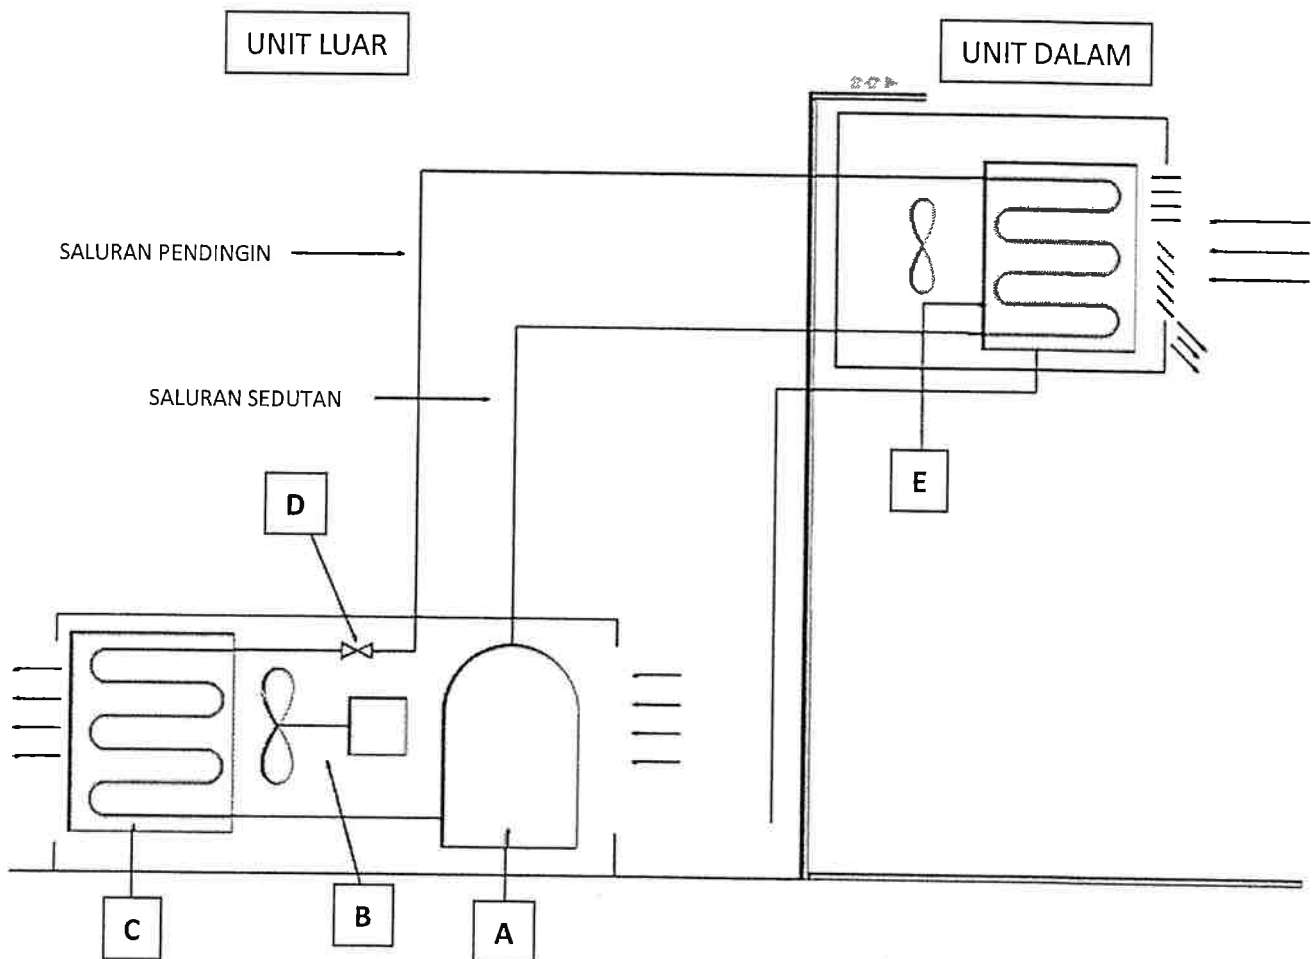 UNIT LUAR
UNIT DALAM
SALURAN PENDINGIN
SALURAN SEDUTAN
E
D
C
B
A